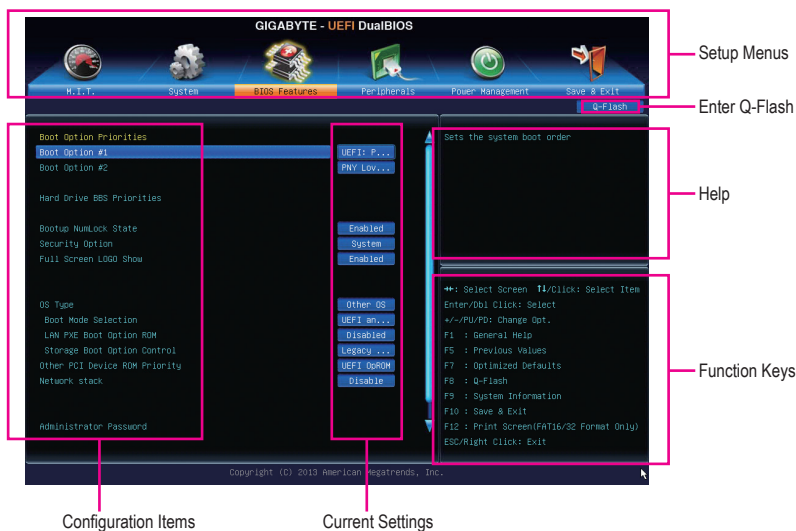 GIGABYTE - UEFI DualBIOS
M.I.T. System BIOS Features Peripherals Power Management Save & Exit
Q-Flash
Setup Menus
Enter Q-Flash
Boot Option Priorities
Boot Option #1 UEFI: P...
Boot Option #2 PNY Lov...
Hard Drive BBS Priorities
Bootup NumLock State Enabled
Security Option System
Full Screen LOGO Show Enabled
OS Type Other OS
Boot Mode Selection UEFI an...
LAN PXE Boot Option ROM Disabled
Storage Boot Option Control Legacy ...
Other PCI Device ROM Priority UEFI OpROM
Network stack Disable
Administrator Password
Sets the system boot order
Help
→←: Select Screen ↑↓/Click: Select Item
Enter/Dbl Click: Select
+/-/PU/PD: Change Opt.
F1 : General Help
F5 : Previous Values
F7 : Optimized Defaults
F8 : Q-Flash
F9 : System Information
F10 : Save & Exit
F12 : Print Screen(FAT16/32 Format Only)
ESC/Right Click: Exit
Function Keys
Copyright (C) 2013 American Megatrends, Inc.
Configuration Items
Current Settings